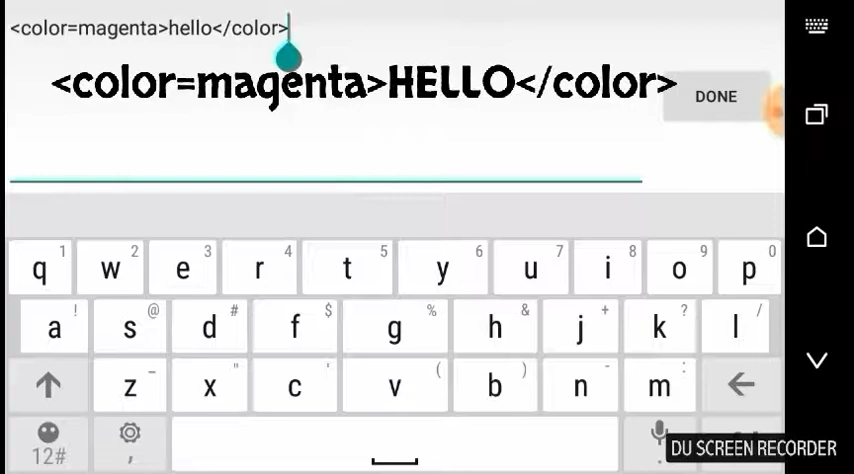 <color=magenta>hello</color>
<color=magenta>HELLO</color>
DONE
1 2 3 4 5 6 7 8 9 0
q w e r t y u i o p
! @ # $ % & + ? /
a s d f g h j k l
_ " ' ( ) - :
z x c v b n m
12# , .
DU SCREEN RECORDER